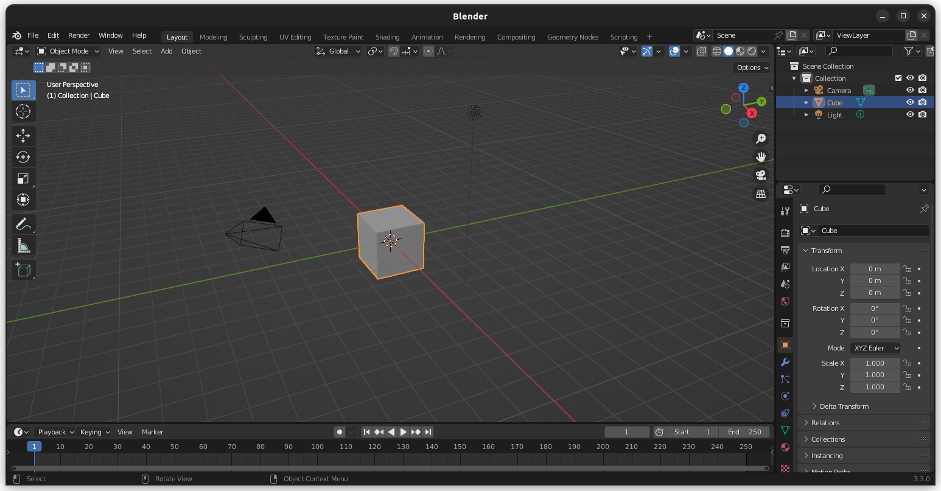 Blender
File Edit Render Window Help Layout Modeling Sculpting UV Editing Texture Paint Shading Animation Rendering Compositing Geometry Nodes Scripting + Scene ViewLayer
Object Mode View Select Add Object Global
Options
User Perspective
(1) Collection | Cube
Z
Y
X
Scene Collection
Collection
Camera
Cube
Light
Cube
Cube
Transform
Location X 0 m
Y 0 m
Z 0 m
Rotation X 0°
Y 0°
Z 0°
Mode XYZ Euler
Scale X 1.000
Y 1.000
Z 1.000
Delta Transform
Relations
Collections
Instancing
Motion Paths
Playback Keying View Marker 1 Start 1 End 250
1 10 20 30 40 50 60 70 80 90 100 110 120 130 140 150 160 170 180 190 200 210 220 230 240 250
Select Rotate View Object Context Menu 3.3.0